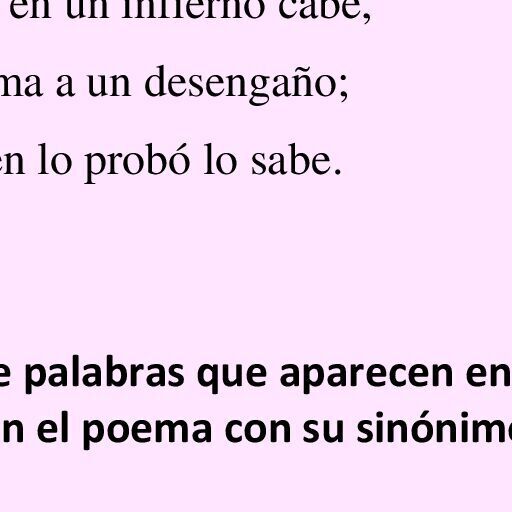 en un infierno cabe,
ma a un desengaño;
en lo probó lo sabe.
e palabras que aparecen en
n el poema con su sinónim